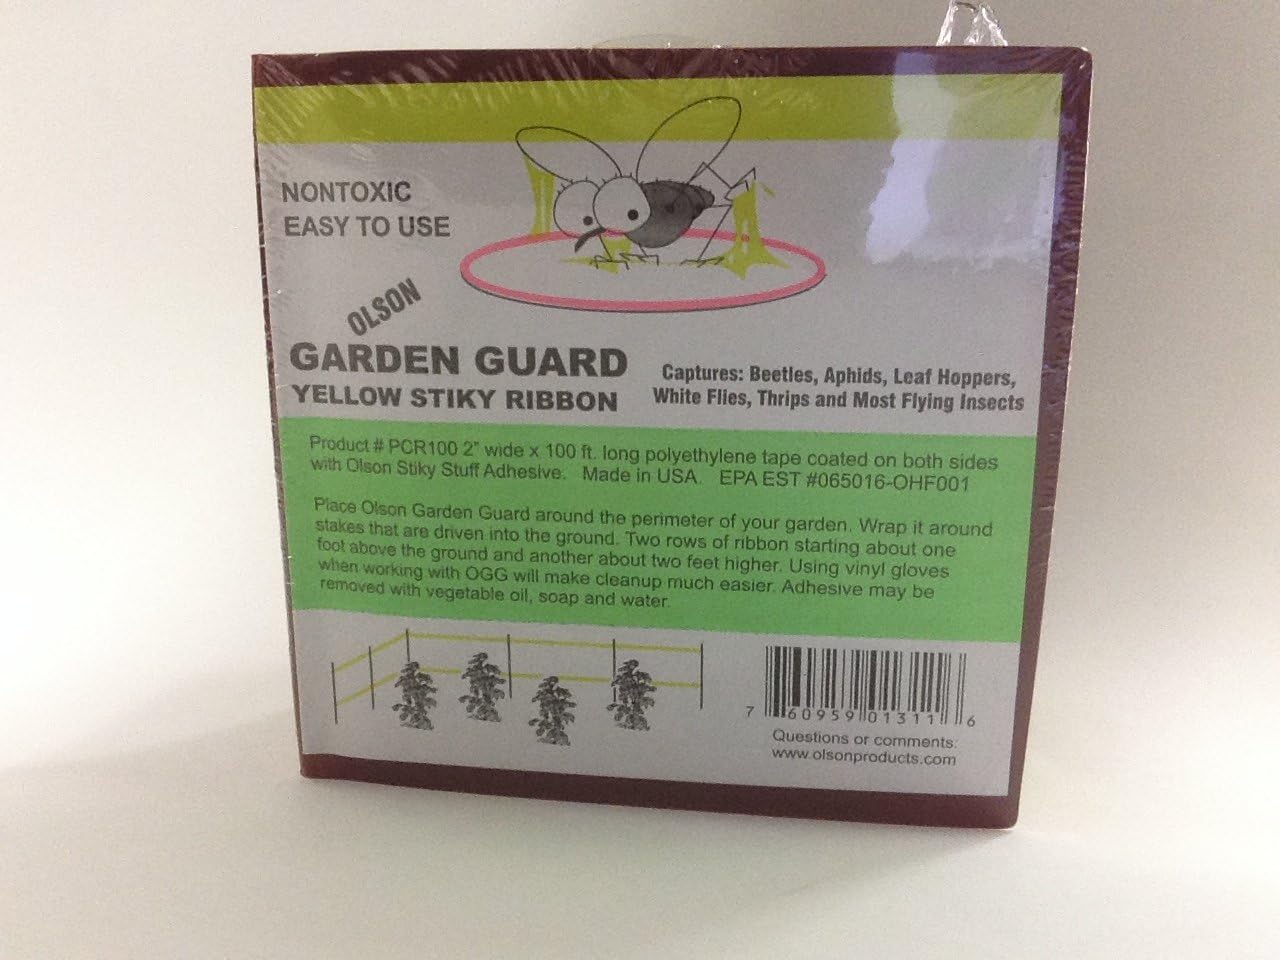 NONTOXIC
EASY TO USE
OLSON
GARDEN GUARD
YELLOW STIKY RIBBON
Captures: Beetles, Aphids, Leaf Hoppers,
White Flies, Thrips and Most Flying Insects
Product # PCR100 2" wide x 100 ft. long polyethylene tape coated on both sides
with Olson Stiky Stuff Adhesive. Made in USA. EPA EST #065016-OHF001
Place Olson Garden Guard around the perimeter of your garden. Wrap it around
stakes that are driven into the ground. Two rows of ribbon starting about one
foot above the ground and another about two feet higher. Using vinyl gloves
when working with OGG will make cleanup much easier. Adhesive may be
removed with vegetable oil, soap and water.
7 60959 01311 6
Questions or comments:
www.olsonproducts.com